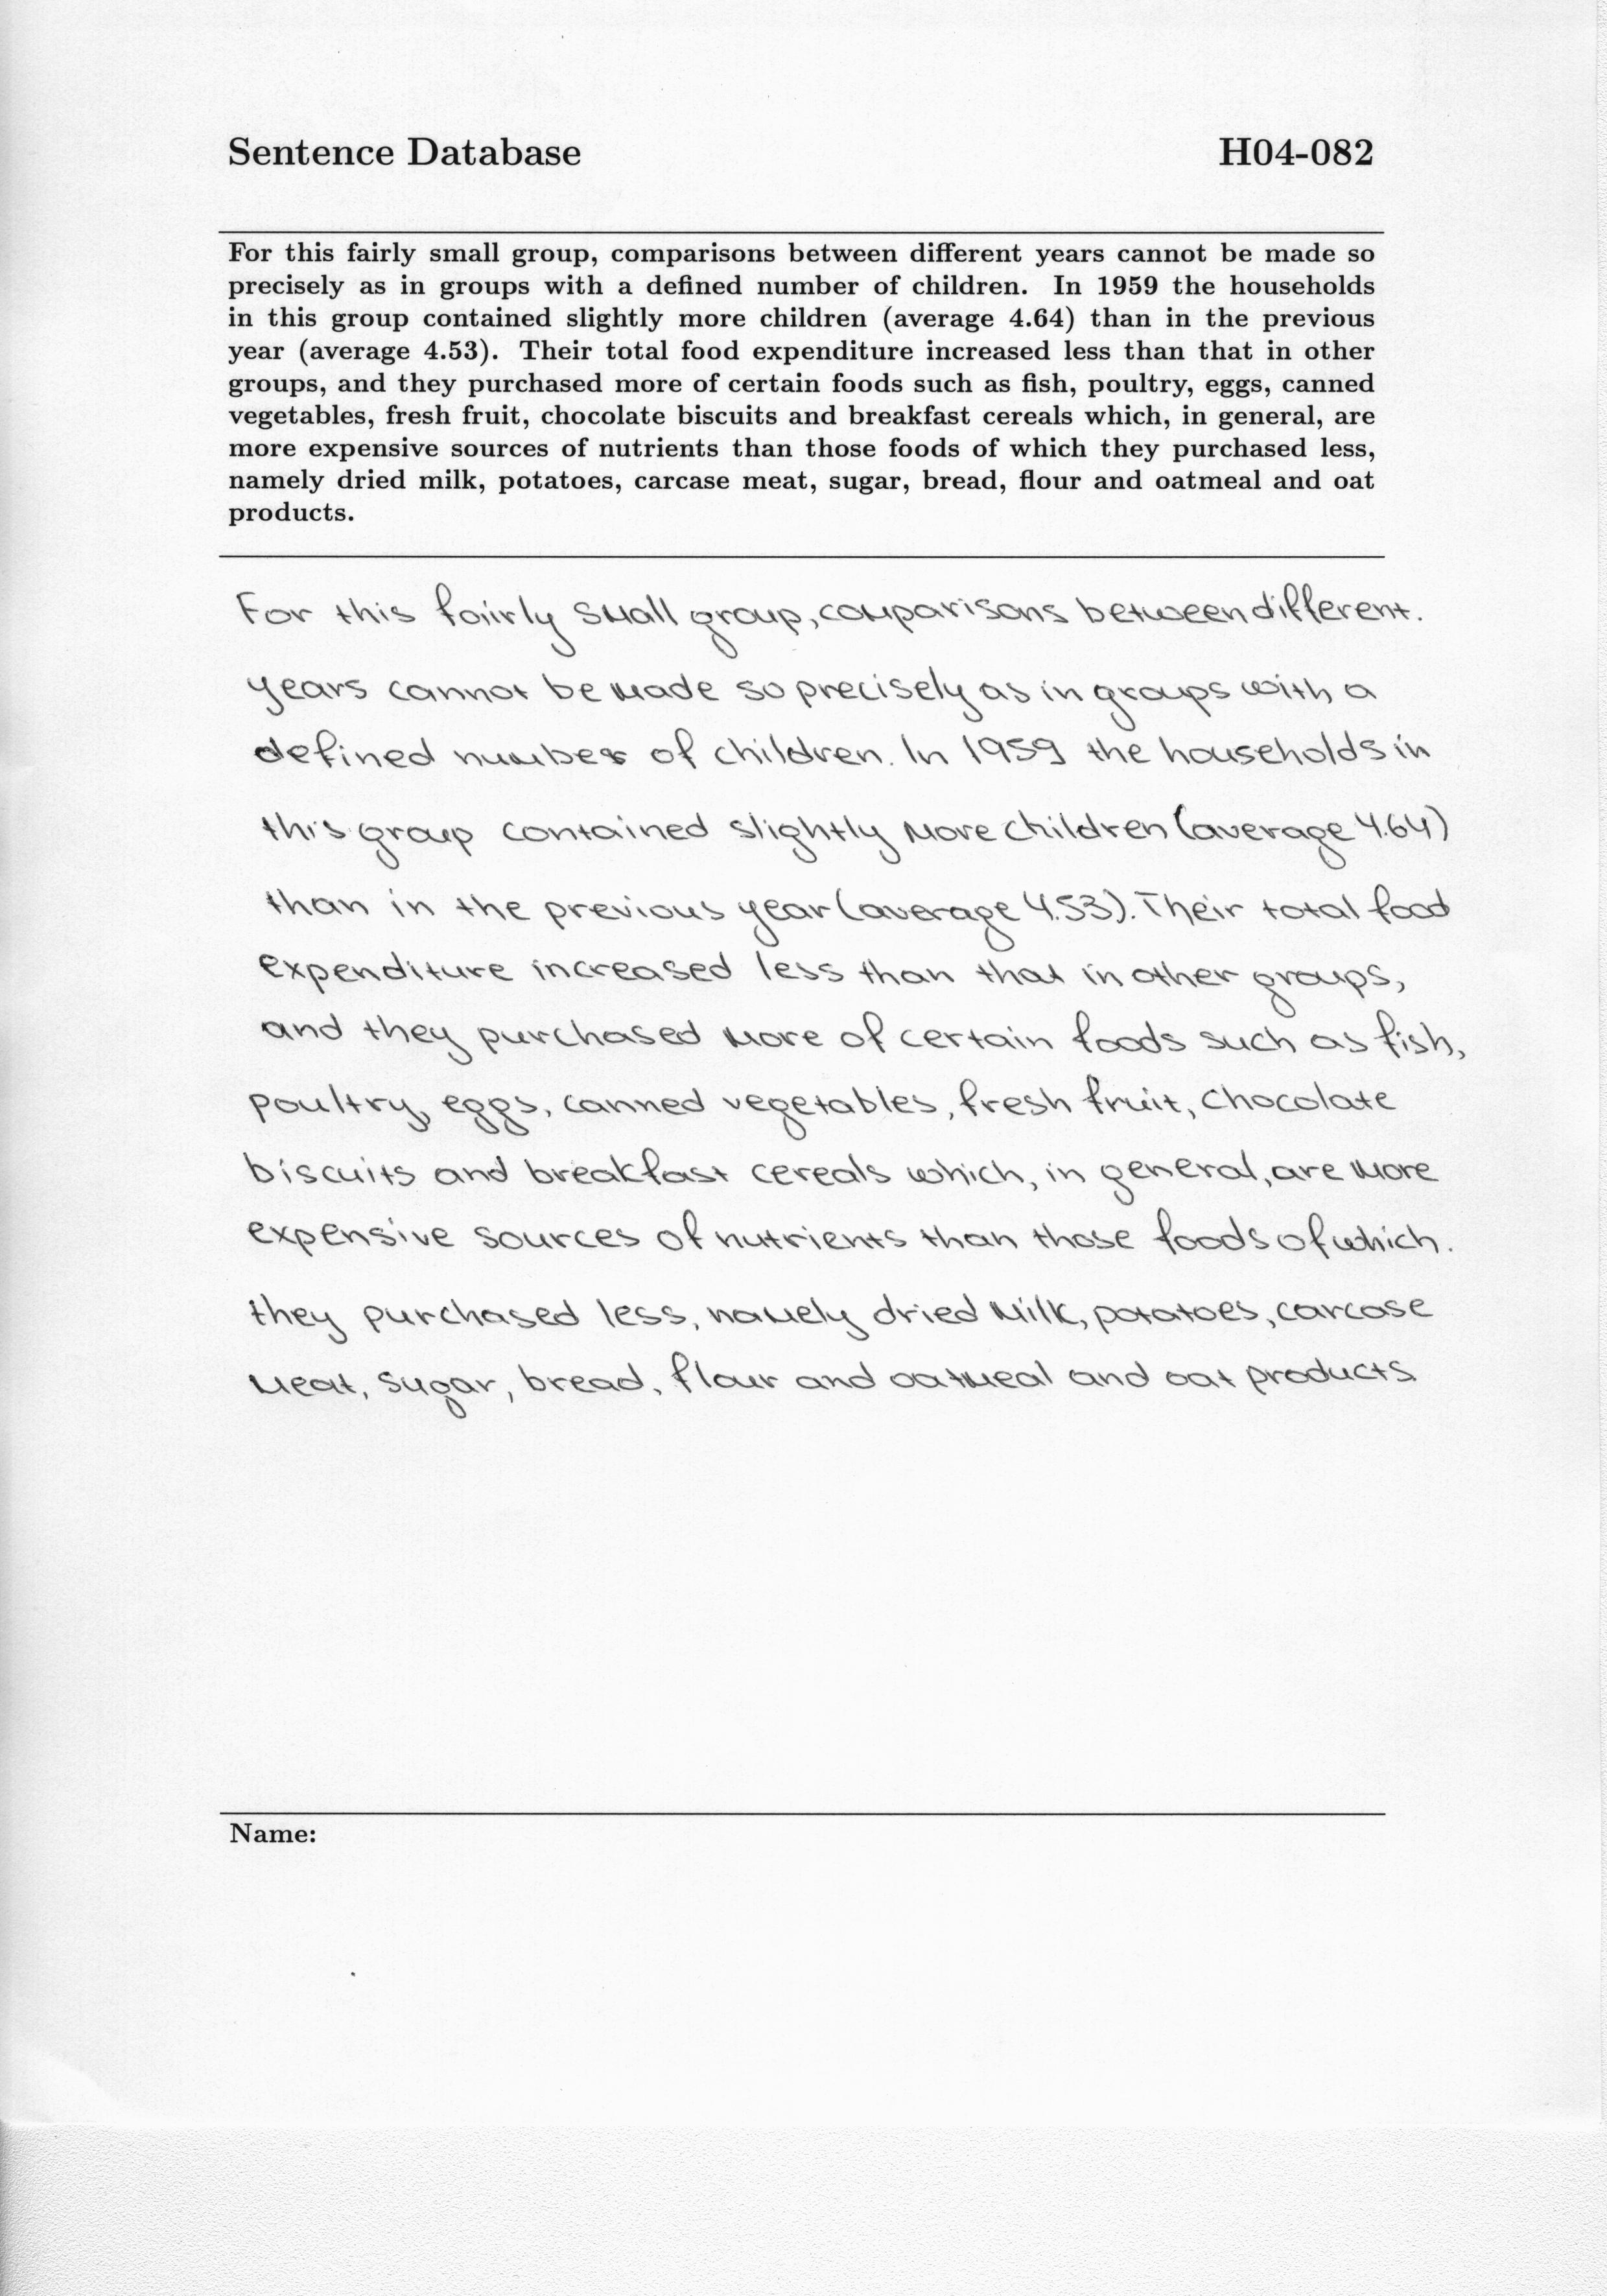 Sentence Database H04-082
For this fairly small group, comparisons between different years cannot be made so
precisely as in groups with a defined number of children. In 1959 the households
in this group contained slightly more children (average 4.64) than in the previous
year (average 4.53). Their total food expenditure increased less than that in other
groups, and they purchased more of certain foods such as fish, poultry, eggs, canned
vegetables, fresh fruit, chocolate biscuits and breakfast cereals which, in general, are
more expensive sources of nutrients than those foods of which they purchased less,
namely dried milk, potatoes, carcase meat, sugar, bread, flour and oatmeal and oat
products.
For this fairly small group, comparisons between different.
years cannot be made so precisely as in groups with a
defined number of children. In 1959 the households in
this group contained slightly more children (average 4.64)
than in the previous year (average 4.53). Their total food
expenditure increased less than that in other groups,
and they purchased more of certain foods such as fish,
poultry, eggs, canned vegetables, fresh fruit, chocolate
biscuits and breakfast cereals which, in general, are more
expensive sources of nutrients than those foods of which.
they purchased less, namely dried milk, potatoes, carcase
meat, sugar, bread, flour and oatmeal and oat products.
Name: